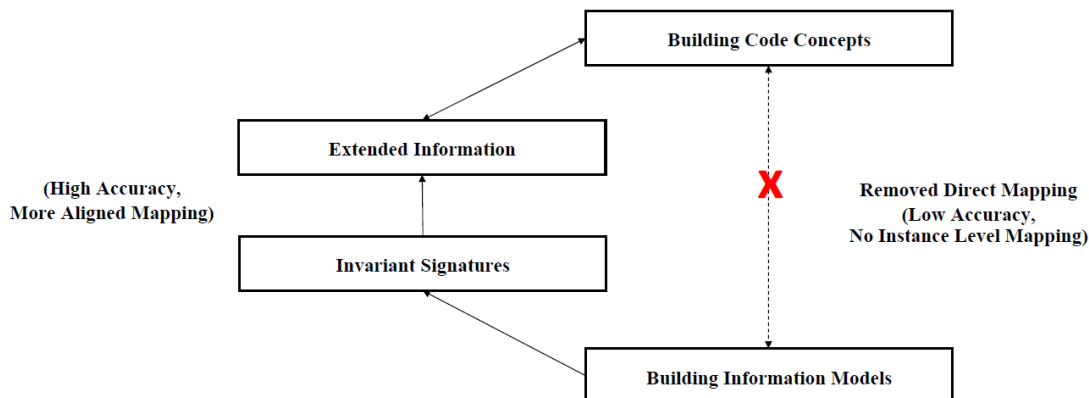 Building Code Concepts
Extended Information
(High Accuracy,
More Aligned Mapping)
X
Removed Direct Mapping
(Low Accuracy,
No Instance Level Mapping)
Invariant Signatures
Building Information Models